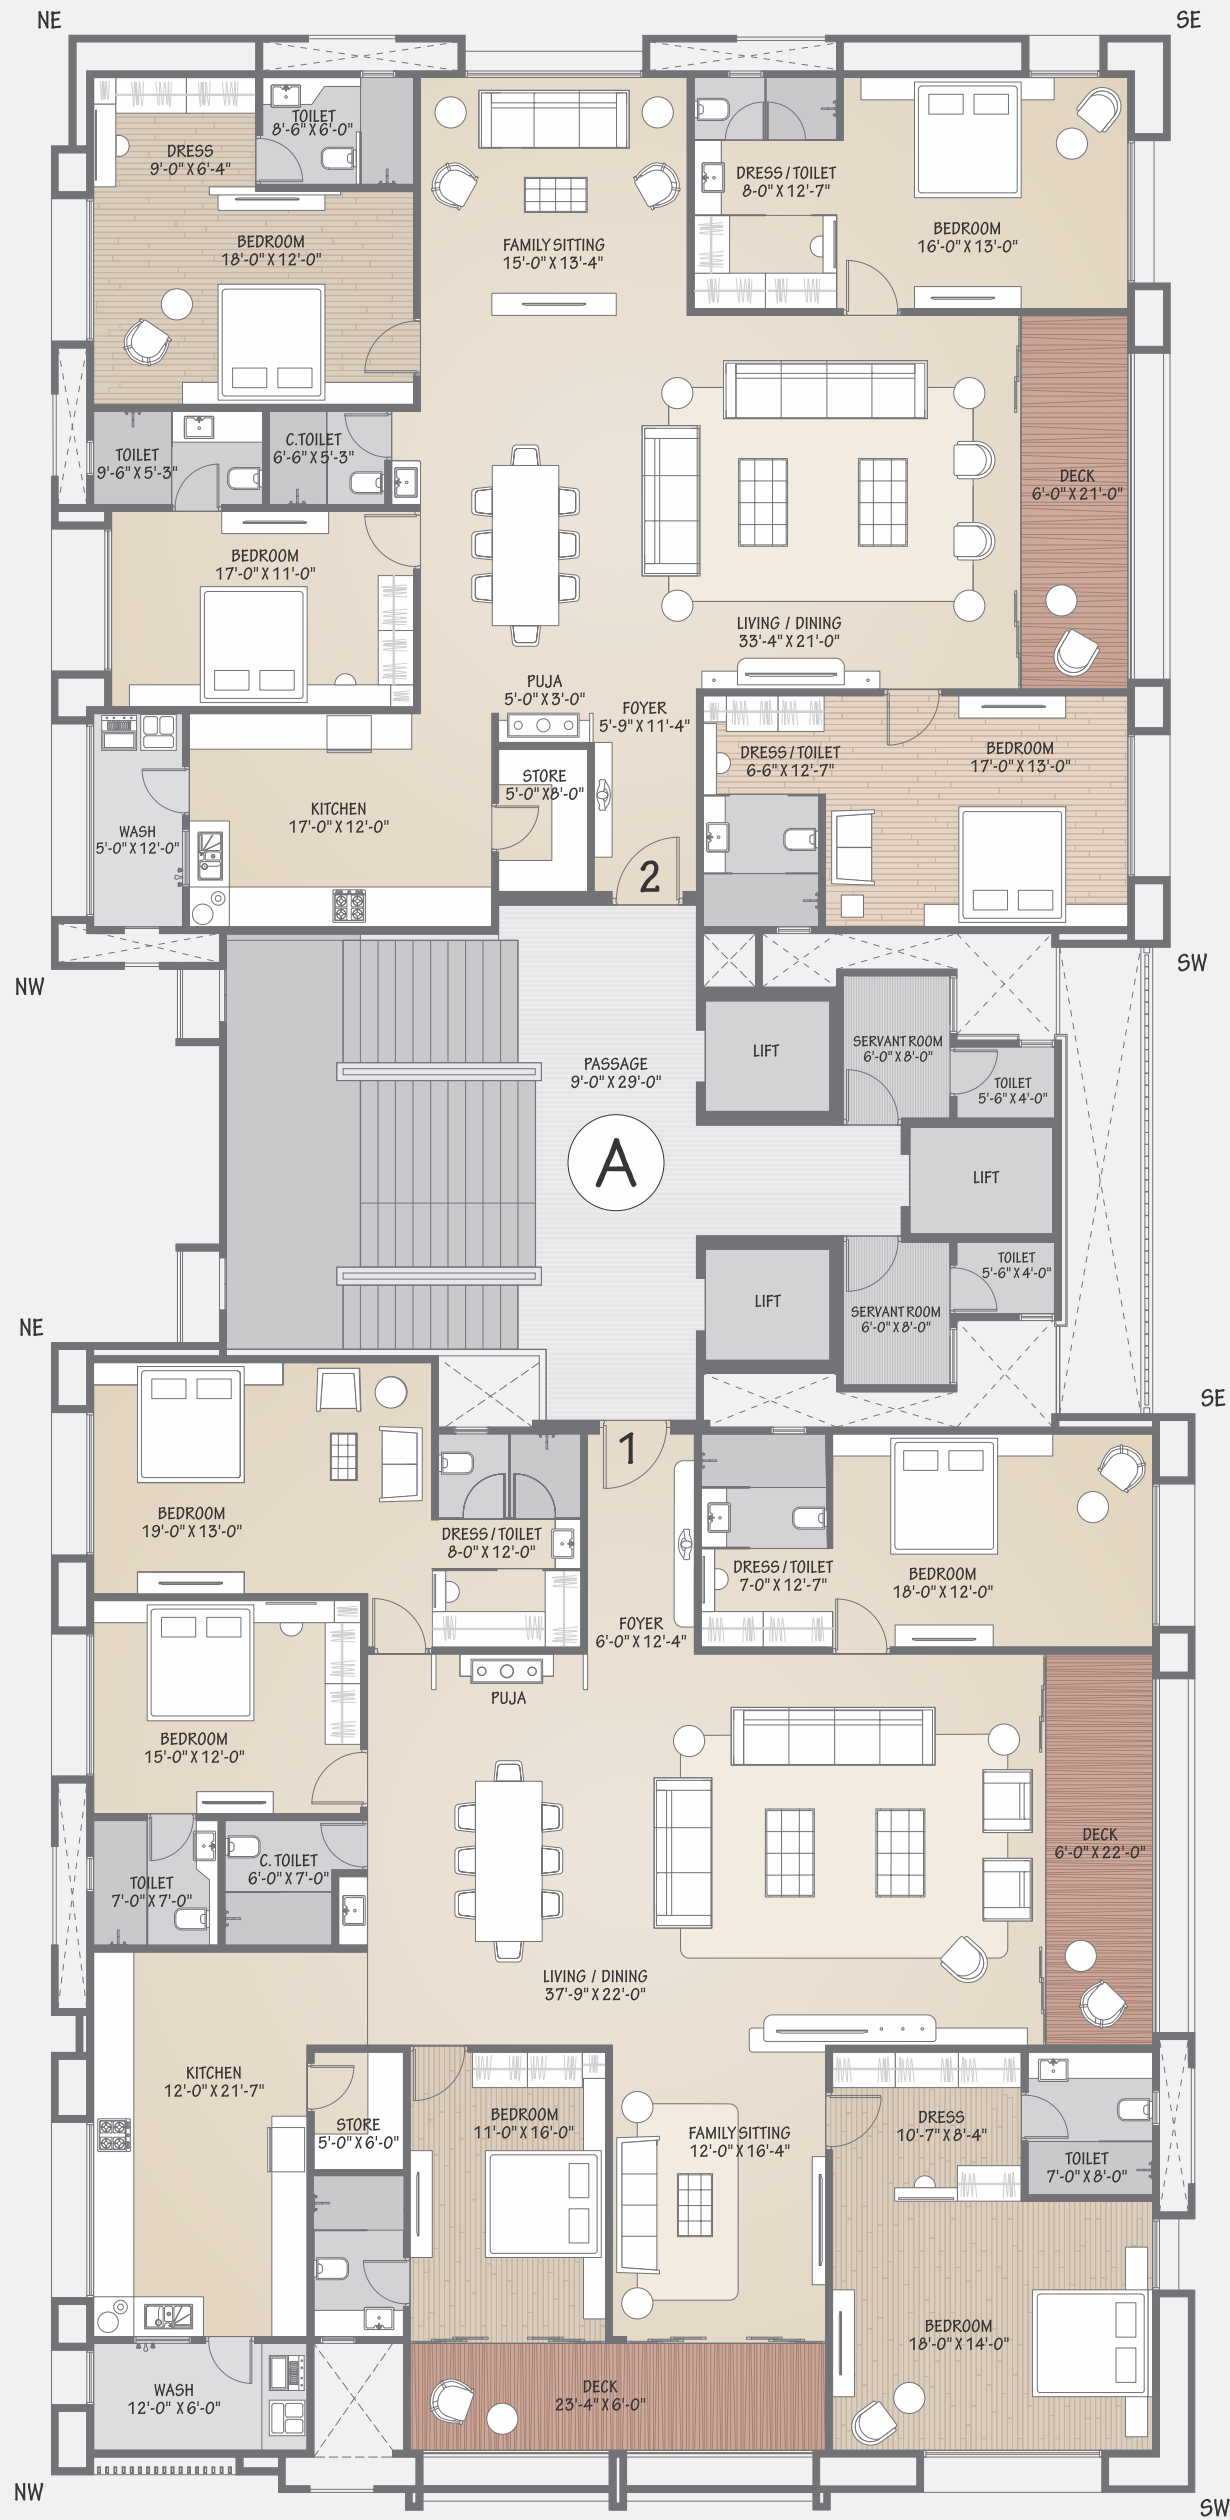 NE
SE
TOILET
8'-6" X 6'-0"
DRESS
9'-0" X 6'-4"
DRESS / TOILET
8-0" X 12'-7"
BEDROOM
18'-0" X 12'-0"
FAMILY SITTING
15'-0" X 13'-4"
BEDROOM
16'-0" X 13'-0"
TOILET
9'-6" X 5'-3"
C.TOILET
6'-6" X 5'-3"
DECK
6'-0" X 21'-0"
BEDROOM
17'-0" X 11'-0"
LIVING / DINING
33'-4" X 21'-0"
PUJA
5'-0" X 3'-0"
FOYER
5'-9" X 11'-4"
DRESS / TOILET
6-6" X 12'-7"
BEDROOM
17'-0" X 13'-0"
STORE
5'-0" X8'-0"
KITCHEN
17'-0" X 12'-0"
WASH
5'-0" X 12'-0"
2
NW
SW
PASSAGE
9'-0" X 29'-0"
LIFT
SERVANT ROOM
6'-0" X 8'-0"
TOILET
5'-6" X 4'-0"
A
LIFT
TOILET
5'-6" X 4'-0"
LIFT
SERVANT ROOM
6'-0" X 8'-0"
NE
SE
1
BEDROOM
19'-0" X 13'-0"
DRESS / TOILET
8-0" X 12'-0"
DRESS / TOILET
7-0" X 12'-7"
BEDROOM
18'-0" X 12'-0"
FOYER
6'-0" X 12'-4"
PUJA
BEDROOM
15'-0" X 12'-0"
DECK
6'-0" X 22'-0"
TOILET
7'-0" X 7'-0"
C. TOILET
6'-0" X 7'-0"
LIVING / DINING
37'-9" X 22'-0"
KITCHEN
12'-0" X 21'-7"
STORE
5'-0" X 6'-0"
BEDROOM
11'-0" X 16'-0"
FAMILY SITTING
12'-0" X 16'-4"
DRESS
10'-7" X 8'-4"
TOILET
7'-0" X 8'-0"
BEDROOM
18'-0" X 14'-0"
WASH
12'-0" X 6'-0"
DECK
23'-4" X 6'-0"
NW
SW